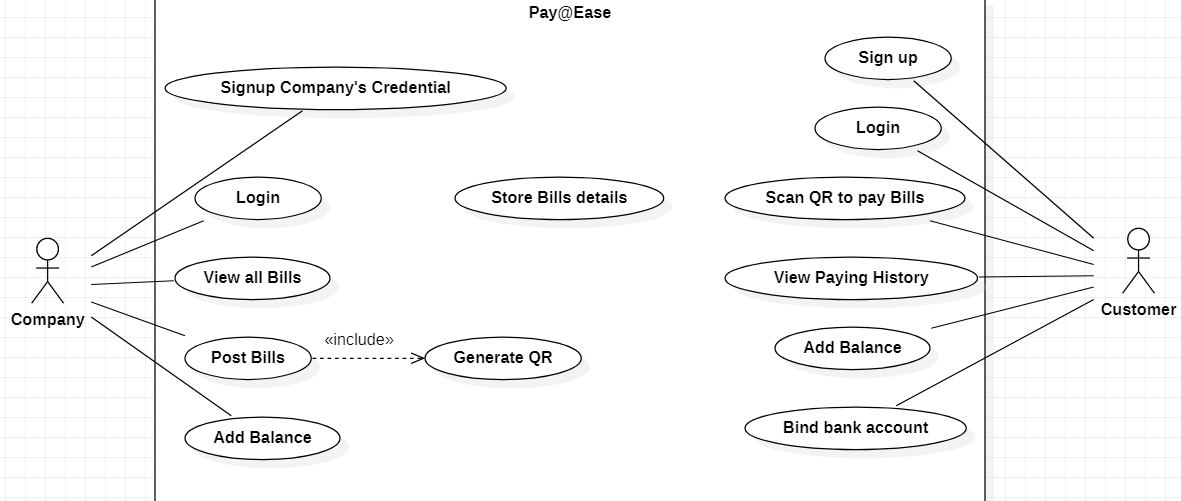 Pay@Ease
Sign up
Signup Company's Credential
Login
Login
Store Bills details
Scan QR to pay Bills
View all Bills
View Paying History
Company
Customer
Post Bills
«include»
Generate QR
Add Balance
Add Balance
Bind bank account